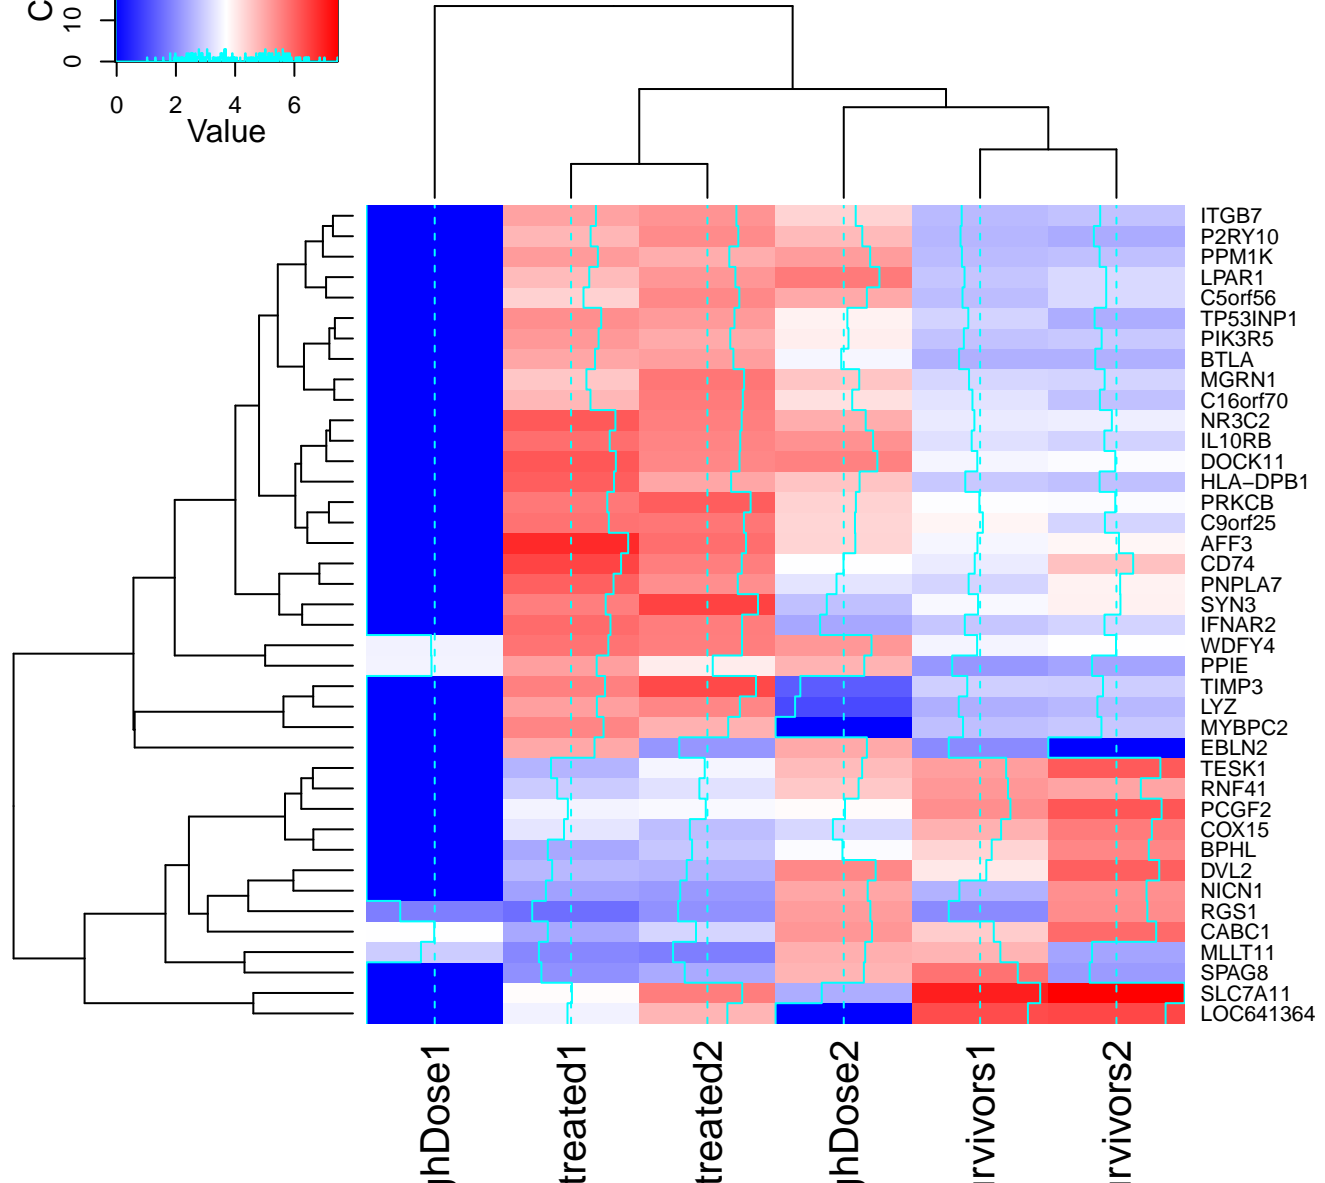 C
10
0
0 2 4 6
Value
ITGB7
P2RY10
PPM1K
LPAR1
C5orf56
TP53INP1
PIK3R5
BTLA
MGRN1
C16orf70
NR3C2
IL10RB
DOCK11
HLA−DPB1
PRKCB
C9orf25
AFF3
CD74
PNPLA7
SYN3
IFNAR2
WDFY4
PPIE
TIMP3
LYZ
MYBPC2
EBLN2
TESK1
RNF41
PCGF2
COX15
BPHL
DVL2
NICN1
RGS1
CABC1
MLLT11
SPAG8
SLC7A11
LOC641364
ghDose1
treated1
treated2
ghDose2
rvivors1
rvivors2